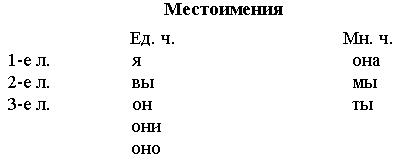 Местоимения
Ед. ч. Мн. ч.
1-е л. я она
2-е л. вы мы
3-е л. он ты
они
оно